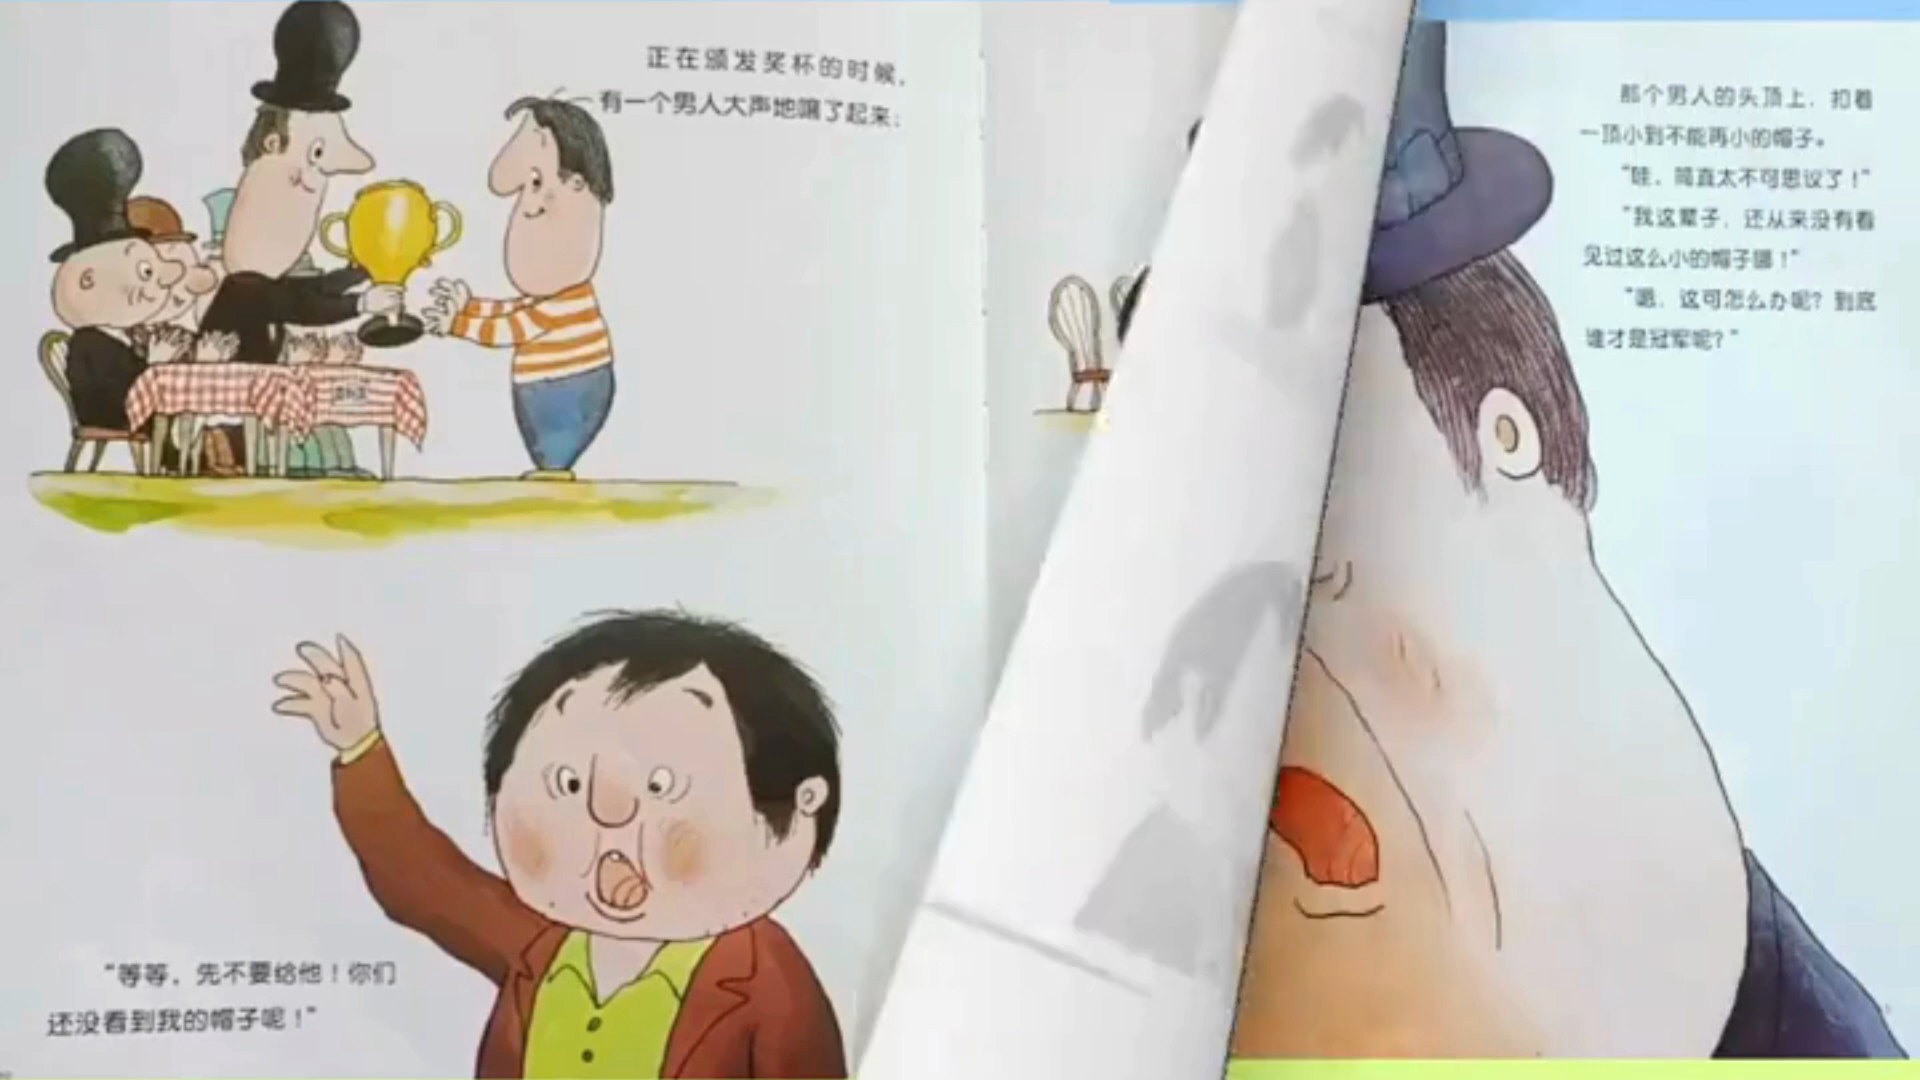 正在颁发奖杯的时候，
有一个男人大声地嚷了起来：
“等等，先不要给他！你们
还没看到我的帽子呢！”
那个男人的头顶上，扣着
一顶小到不能再小的帽子。
“哇，简直太不可思议了！”
“我这辈子，还从来没有看
见过这么小的帽子哪！”
“嗯，这可怎么办呢？到底
谁才是冠军呢？”